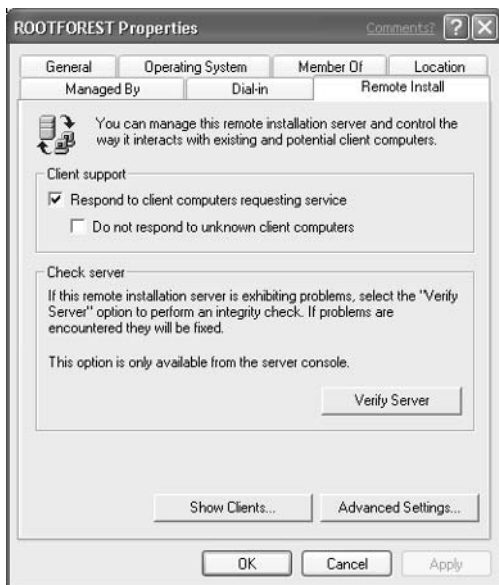 ROOTFOREST Properties
Comments?
General
Operating System
Member Of
Location
Managed By
Dial-in
Remote Install
You can manage this remote installation server and control the
way it interacts with existing and potential client computers.
Client support
Respond to client computers requesting service
Do not respond to unknown client computers
Check server
If this remote installation server is exhibiting problems, select the "Verify
Server" option to perform an integrity check. If problems are
encountered they will be fixed.
This option is only available from the server console.
Verify Server
Show Clients...
Advanced Settings...
OK
Cancel
Apply